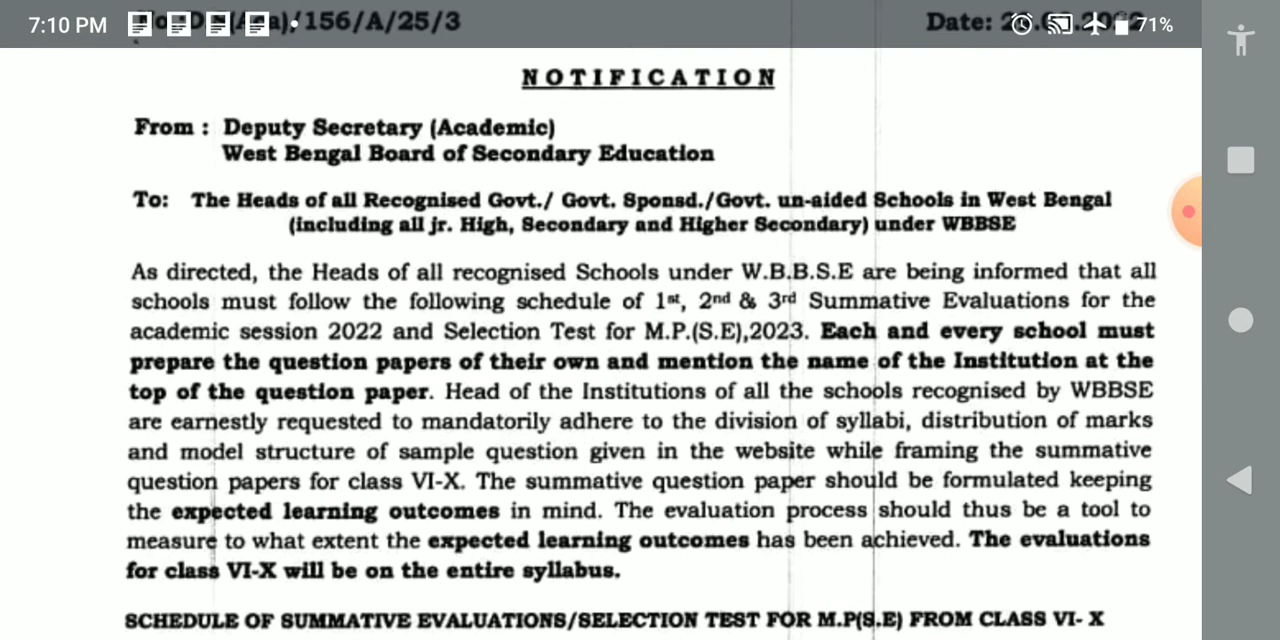 7:10 PM 71%
/156/A/25/3 Date:
NOTIFICATION
From : Deputy Secretary (Academic)
West Bengal Board of Secondary Education
To: The Heads of all Recognised Govt./ Govt. Sponsd./Govt. un-aided Schools in West Bengal
(including all jr. High, Secondary and Higher Secondary) under WBBSE
As directed, the Heads of all recognised Schools under W.B.B.S.E are being informed that all
schools must follow the following schedule of 1st, 2nd & 3rd Summative Evaluations for the
academic session 2022 and Selection Test for M.P.(S.E),2023. Each and every school must
prepare the question papers of their own and mention the name of the Institution at the
top of the question paper. Head of the Institutions of all the schools recognised by WBBSE
are earnestly requested to mandatorily adhere to the division of syllabi, distribution of marks
and model structure of sample question given in the website while framing the summative
question papers for class VI-X. The summative question paper should be formulated keeping
the expected learning outcomes in mind. The evaluation process should thus be a tool to
measure to what extent the expected learning outcomes has been achieved. The evaluations
for class VI-X will be on the entire syllabus.
SCHEDULE OF SUMMATIVE EVALUATIONS/SELECTION TEST FOR M.P(S.E) FROM CLASS VI- X